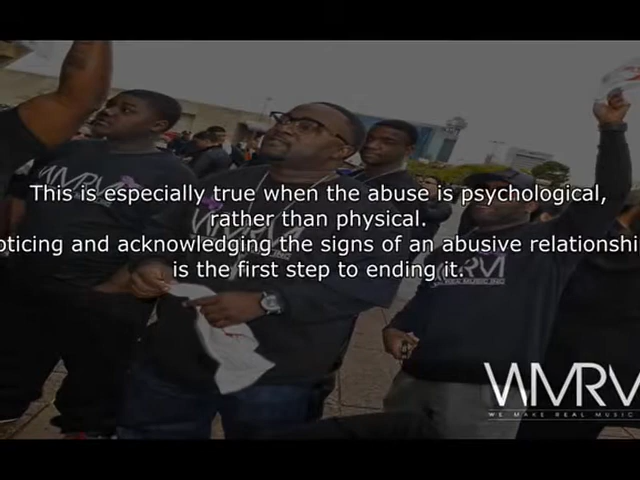 This is especially true when the abuse is psychological,
rather than physical.
oticing and acknowledging the signs of an abusive relationshi
is the first step to ending it.
WMRV
WMRM
WE MAKE REAL MUSIC